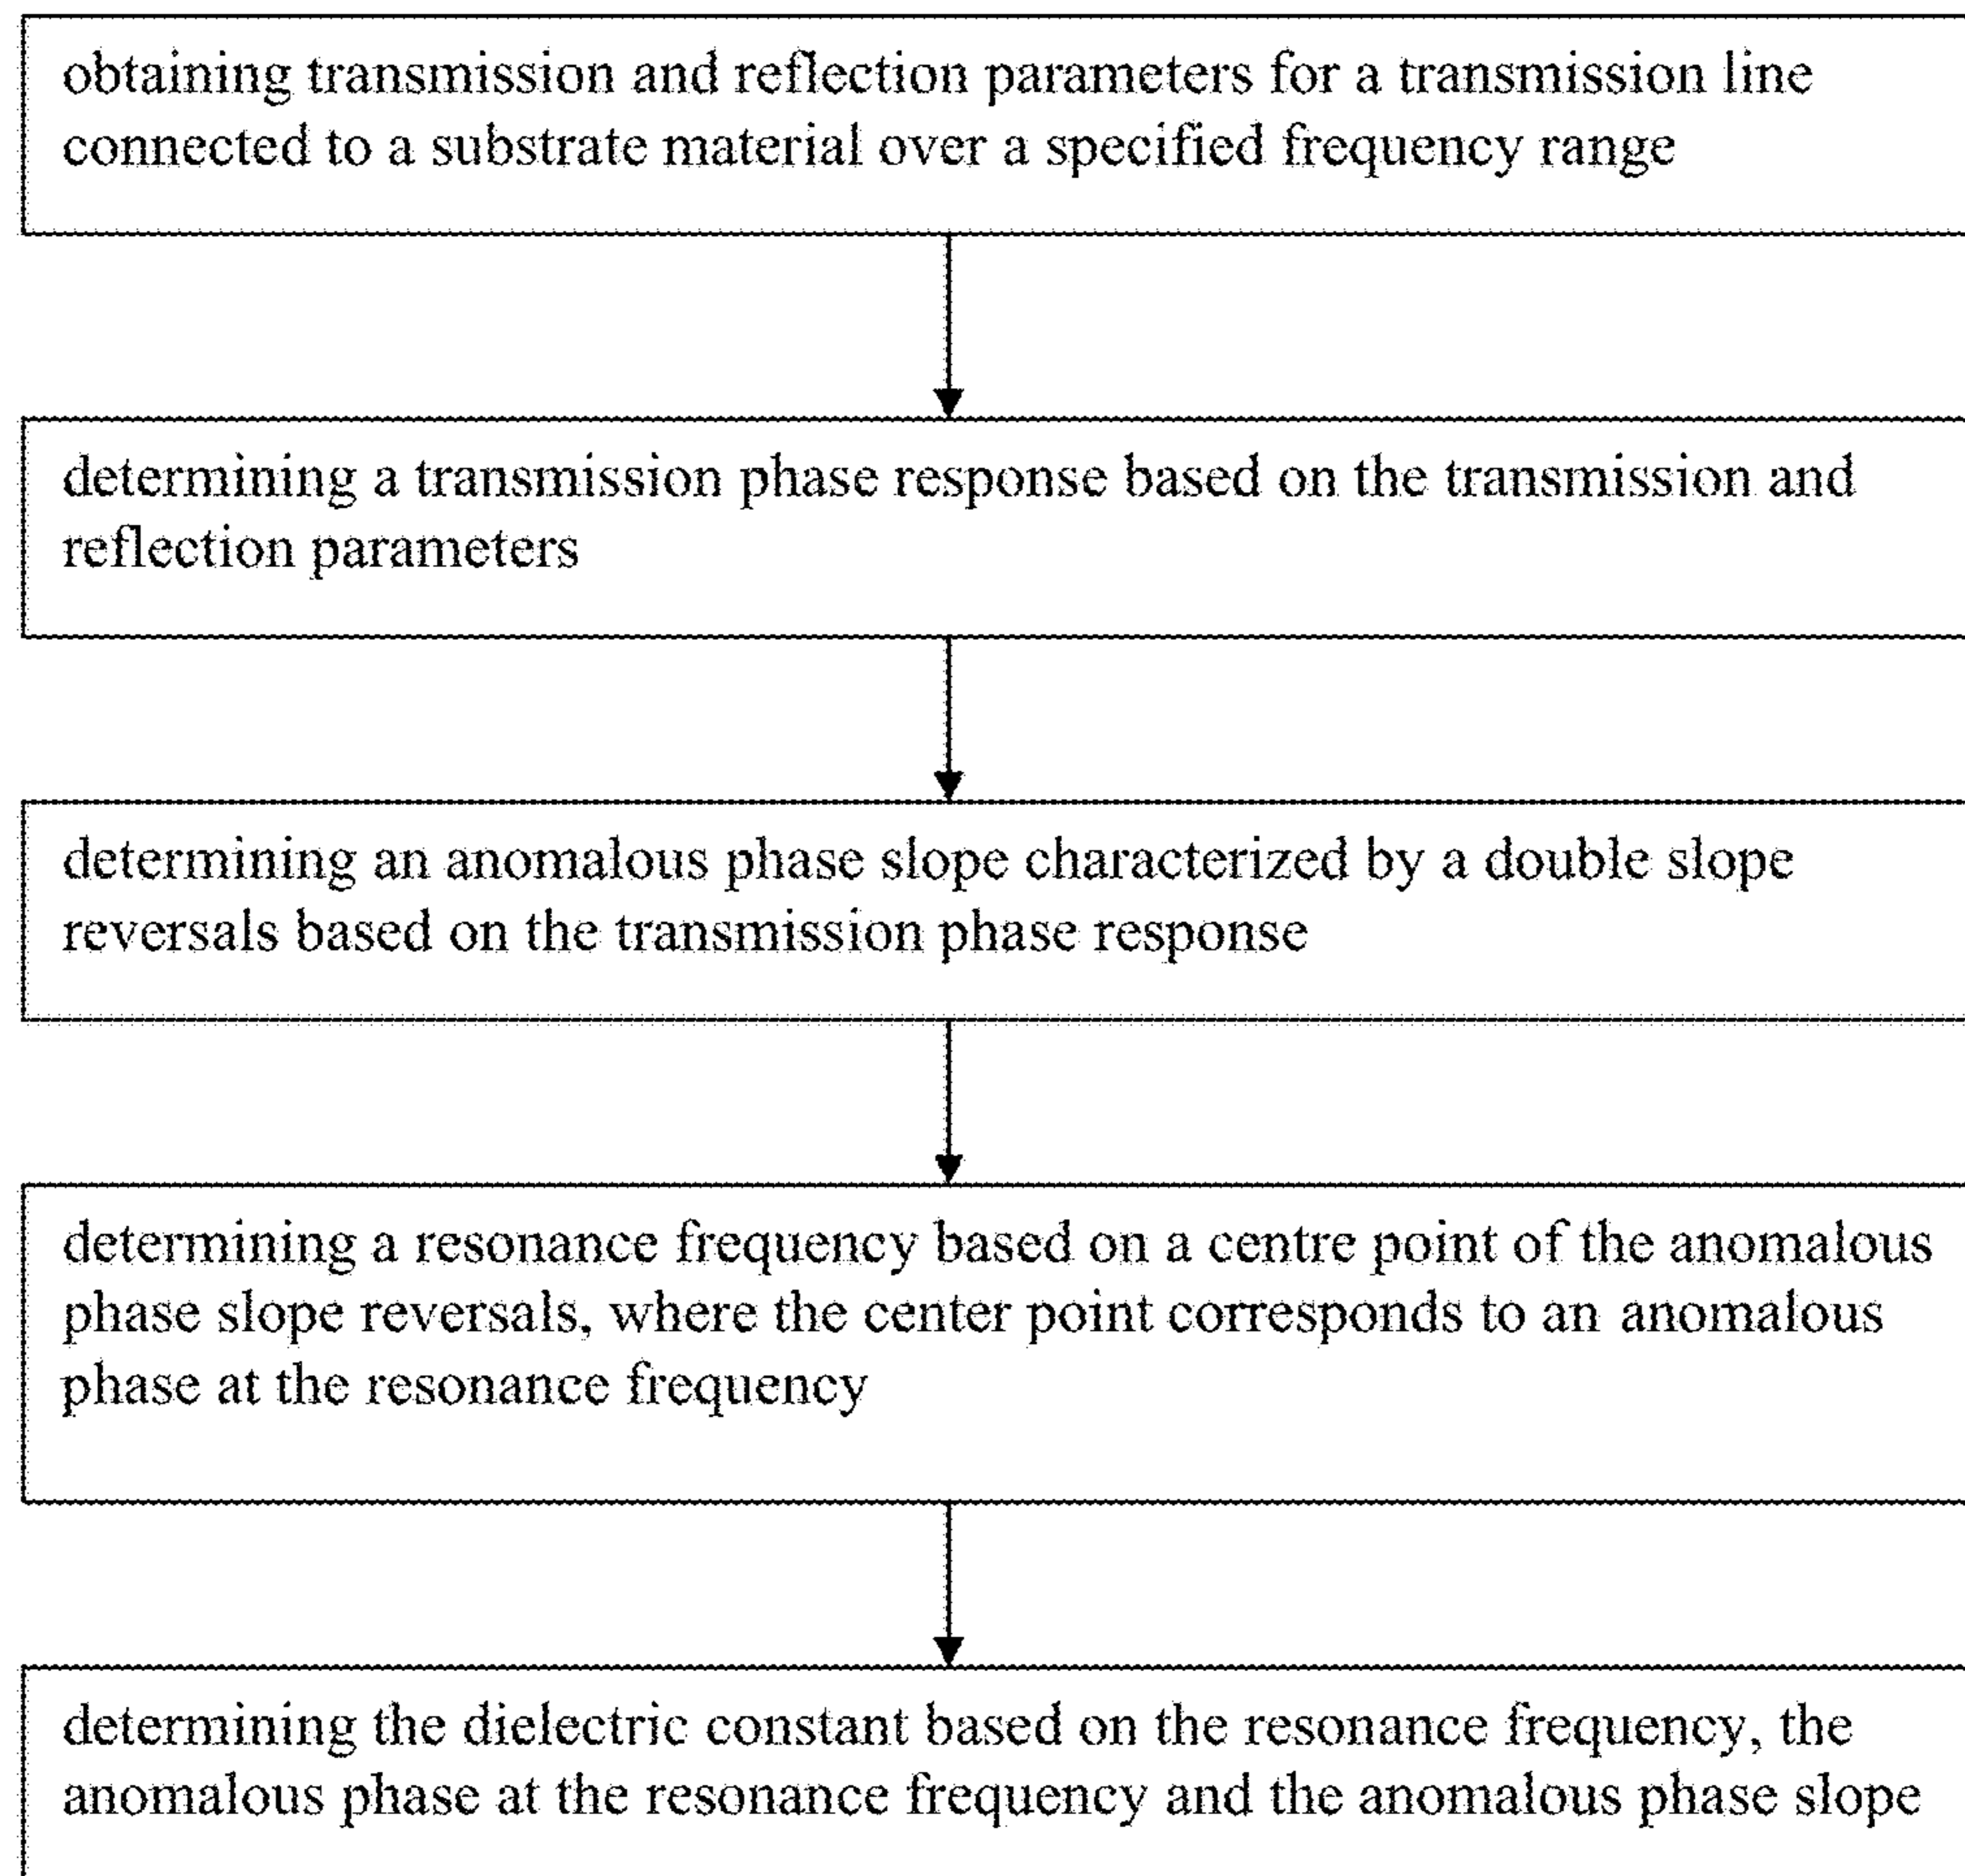 obtaining transmission and reflection parameters for a transmission line
connected to a substrate material over a specified frequency range
determining a transmission phase response based on the transmission and
reflection parameters
determining an anomalous phase slope characterized by a double slope
reversals based on the transmission phase response
determining a resonance frequency based on a centre point of the anomalous
phase slope reversals, where the center point corresponds to an anomalous
phase at the resonance frequency
determining the dielectric constant based on the resonance frequency, the
anomalous phase at the resonance frequency and the anomalous phase slope